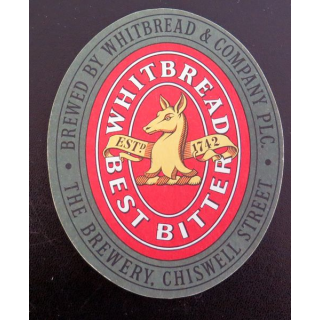 BREWED BY WHITBREAD & COMPANY PLC.
THE BREWERY, CHISWELL STREET
WHITBREAD
ESTD 1742
BEST BITTER